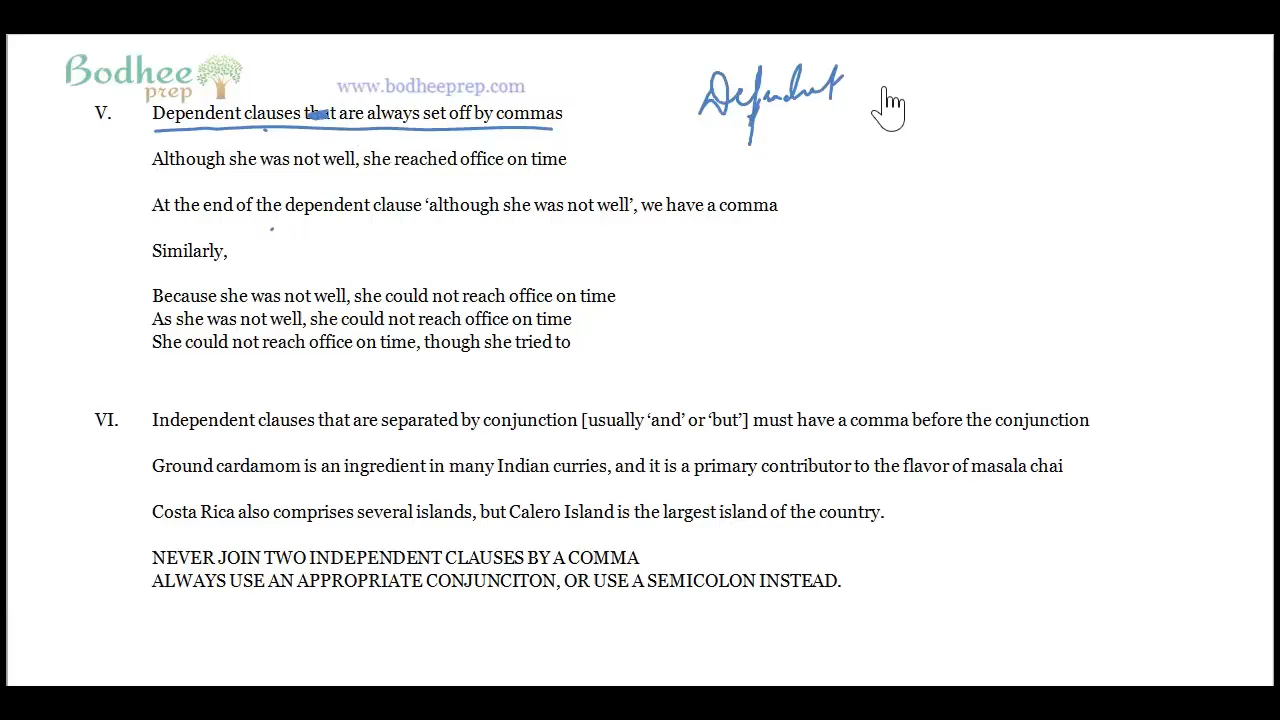 Bodhee
prep
www.bodheeprep.com
Dependent
V. Dependent clauses that are always set off by commas
Although she was not well, she reached office on time
At the end of the dependent clause ‘although she was not well’, we have a comma
Similarly,
Because she was not well, she could not reach office on time
As she was not well, she could not reach office on time
She could not reach office on time, though she tried to
VI. Independent clauses that are separated by conjunction [usually ‘and’ or ‘but’] must have a comma before the conjunction
Ground cardamom is an ingredient in many Indian curries, and it is a primary contributor to the flavor of masala chai
Costa Rica also comprises several islands, but Calero Island is the largest island of the country.
NEVER JOIN TWO INDEPENDENT CLAUSES BY A COMMA
ALWAYS USE AN APPROPRIATE CONJUNCITON, OR USE A SEMICOLON INSTEAD.